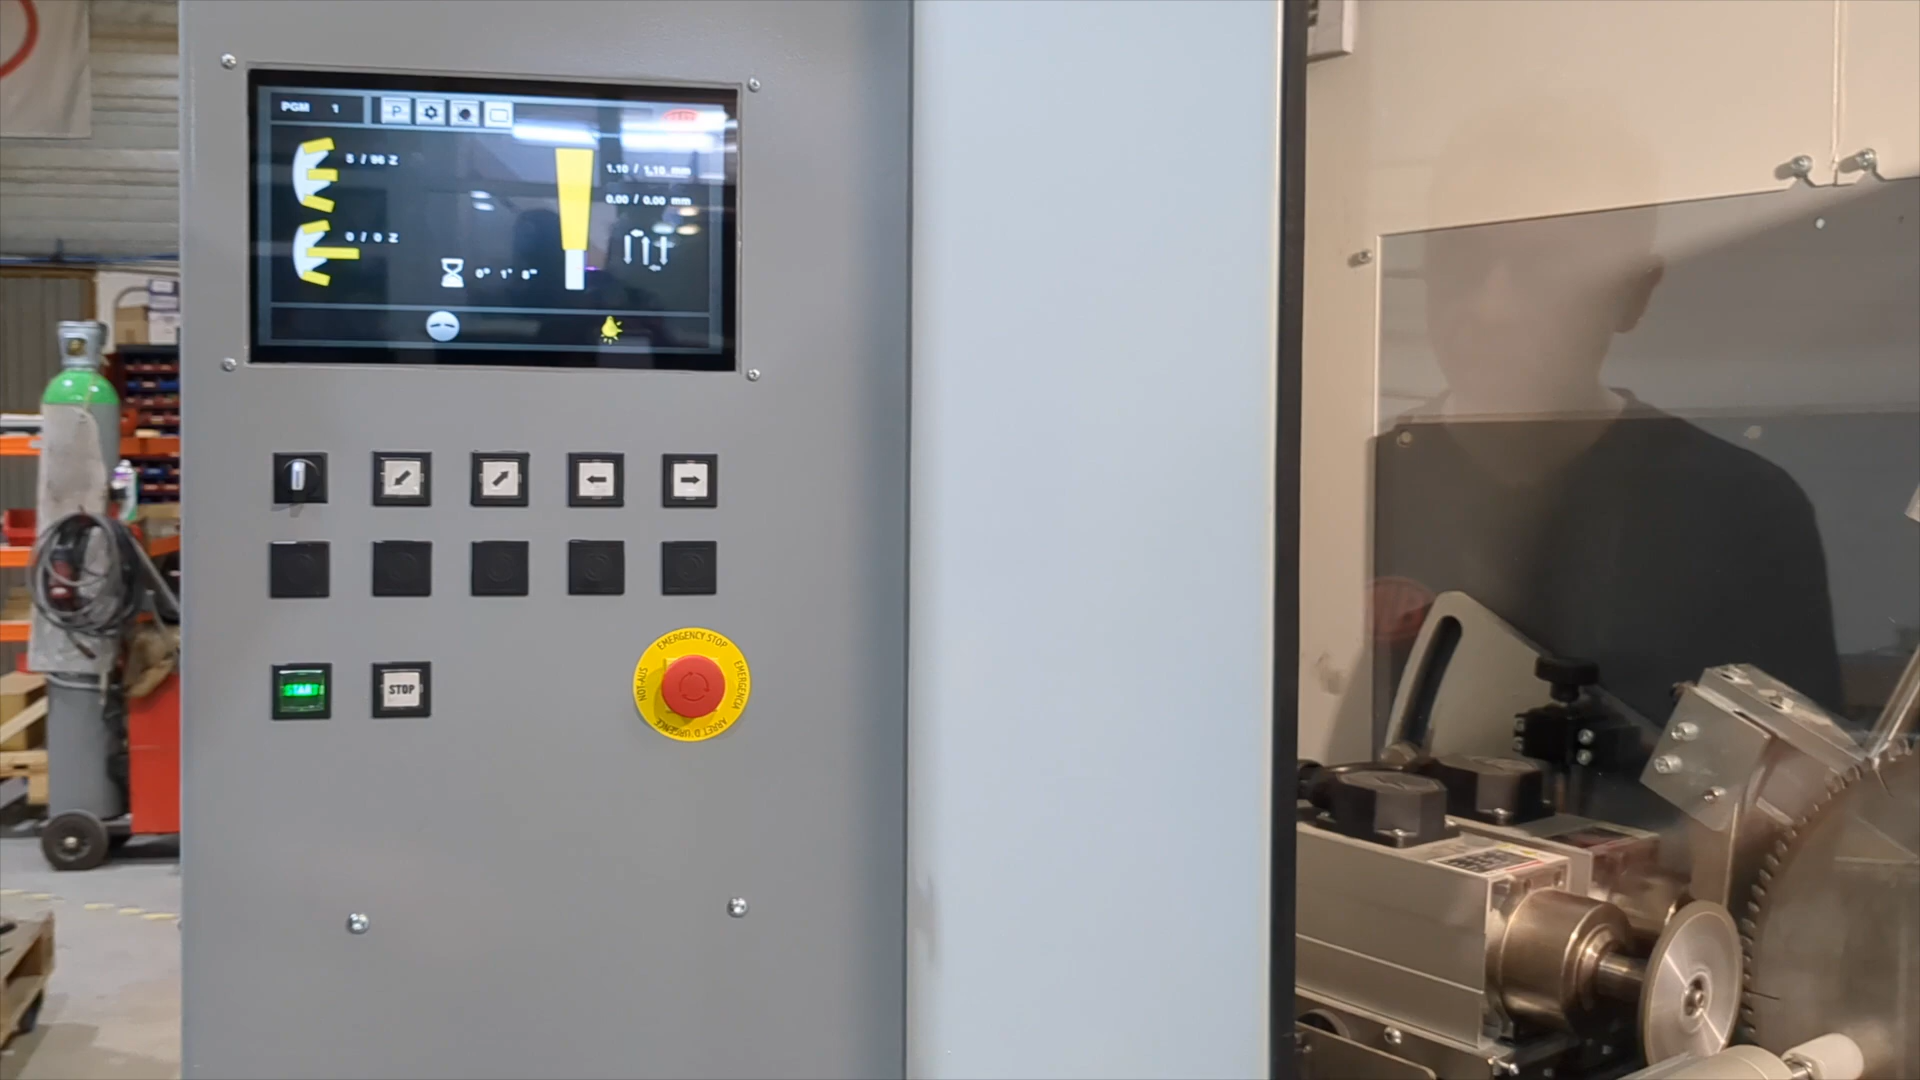 PGM 1
P
5 / 96 Z
1.10 / 1.10 mm
0.00 / 0.00 mm
0 / 0 Z
0° 1' 8"
START
STOP
EMERGENCY STOP
EMERGENCIA
ARRET D'URGENCE
NOT-AUS